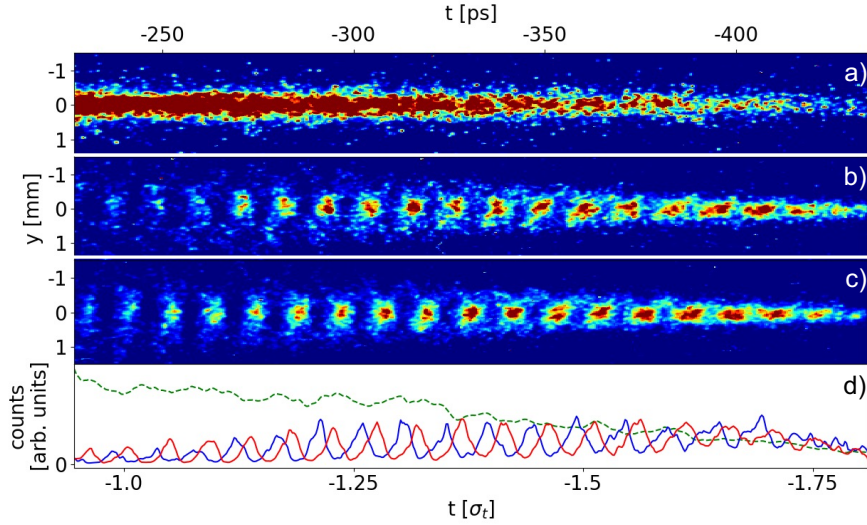 t [ps]
-250 -300 -350 -400
-1 a)
0
1
-1 b)
y [mm] 0
1
-1 c)
0
1
counts
[arb. units] d)
0
-1.0 -1.25 -1.5 -1.75
t [σt]